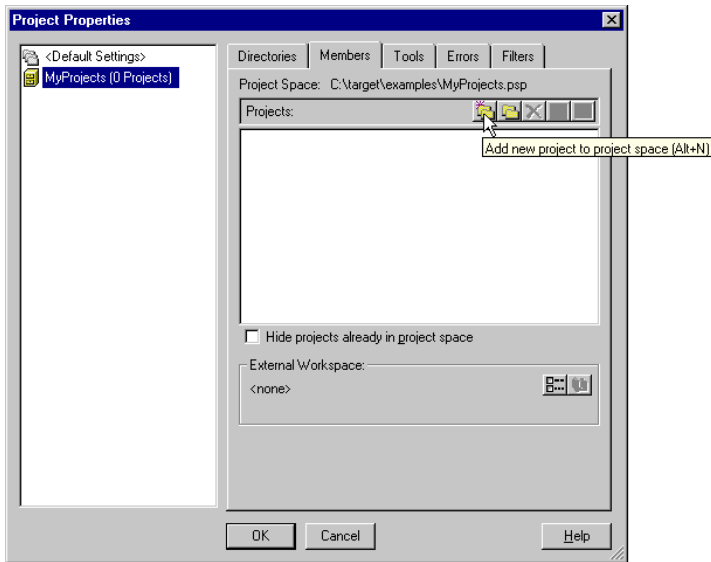 Project Properties
<Default Settings>
MyProjects (0 Projects)
Directories Members Tools Errors Filters
Project Space: C:\target\examples\MyProjects.psp
Projects:
Add new project to project space (Alt+N)
Hide projects already in project space
External Workspace:
<none>
OK Cancel Help